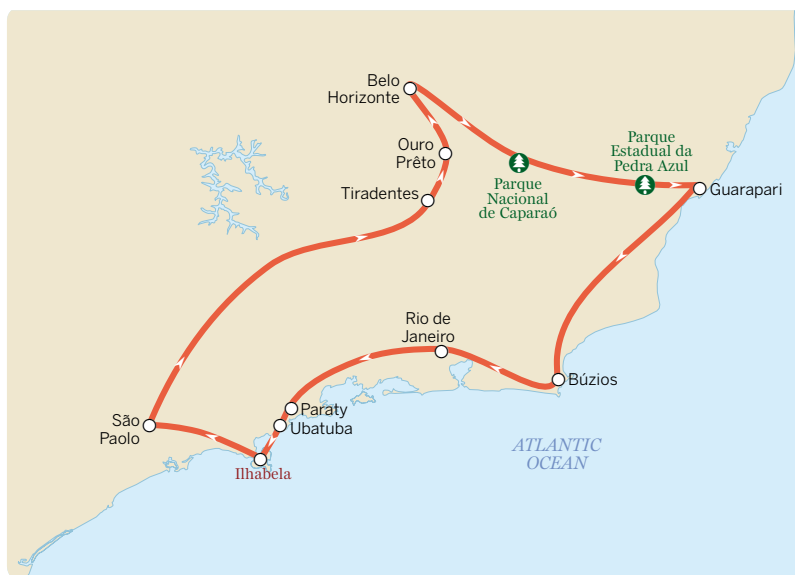 Belo
Horizonte
Ouro
Prêto
Parque
Estadual da
Pedra Azul
Parque
Nacional
de Caparaó
Tiradentes
Guarapari
Rio de
Janeiro
Búzios
Paraty
Ubatuba
São
Paolo
Ilhabela
ATLANTIC
OCEAN